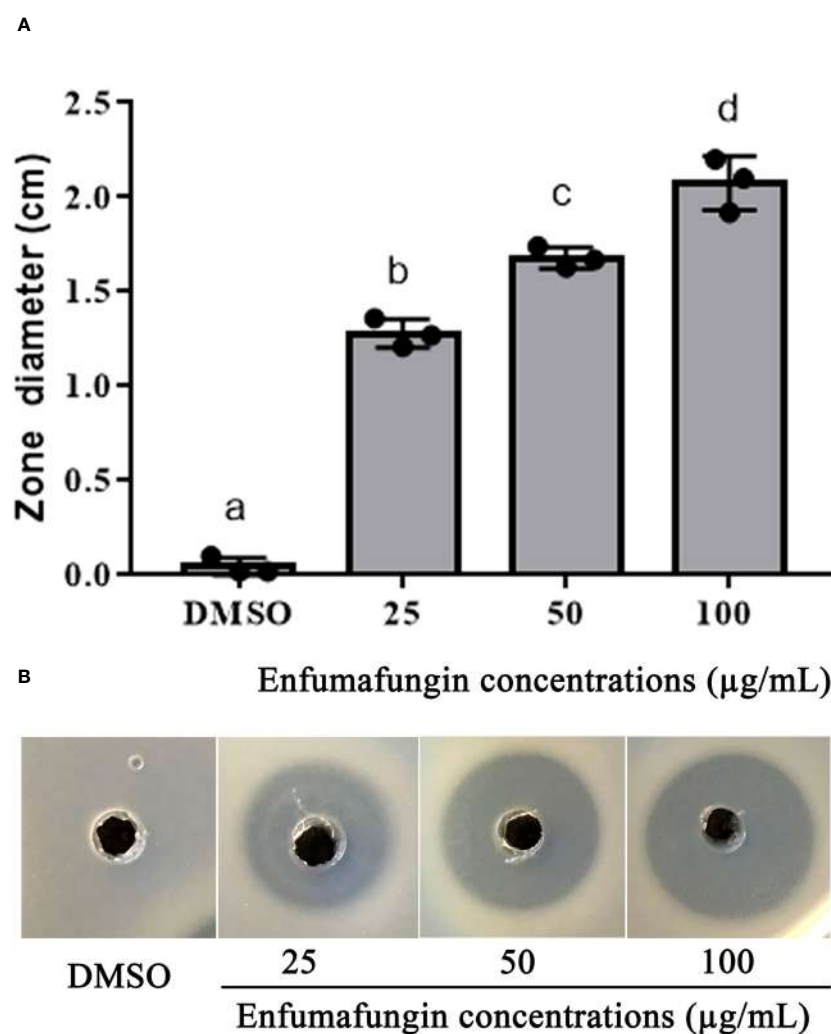 A
Zone diameter (cm)
2.5
2.0
1.5
1.0
0.5
0.0
a
b
c
d
DMSO 25 50 100
Enfumafungin concentrations (µg/mL)
B
DMSO 25 50 100
Enfumafungin concentrations (µg/mL)